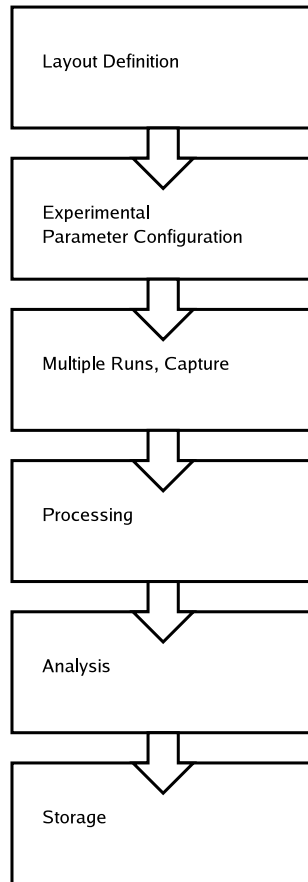 Layout Definition
Experimental
Parameter Configuration
Multiple Runs, Capture
Processing
Analysis
Storage